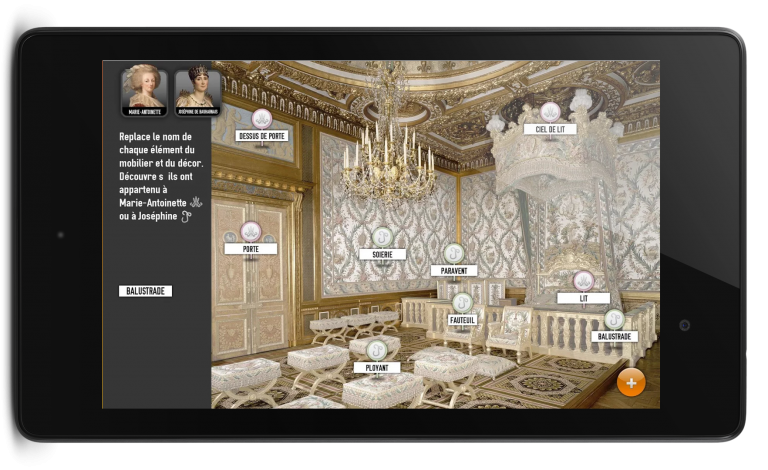 MARIE-ANTOINETTE
JOSÉPHINE DE BEAUHARNAIS
Replace le nom de
chaque élément du
mobilier et du décor.
Découvre s ils ont
appartenu à
Marie-Antoinette
ou à Joséphine
BALUSTRADE
DESSUS DE PORTE
CIEL DE LIT
PORTE
SOIERIE
PARAVENT
LIT
FAUTEUIL
BALUSTRADE
PLOYANT
+